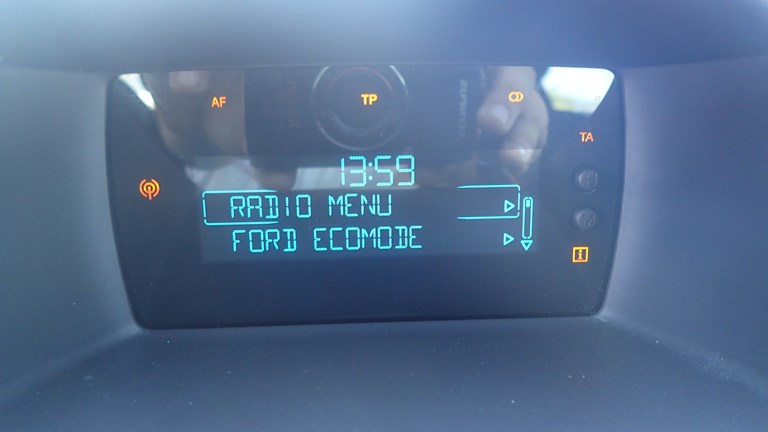 AF TP
TA
13:59
RADIO MENU
FORD ECOMODE
i